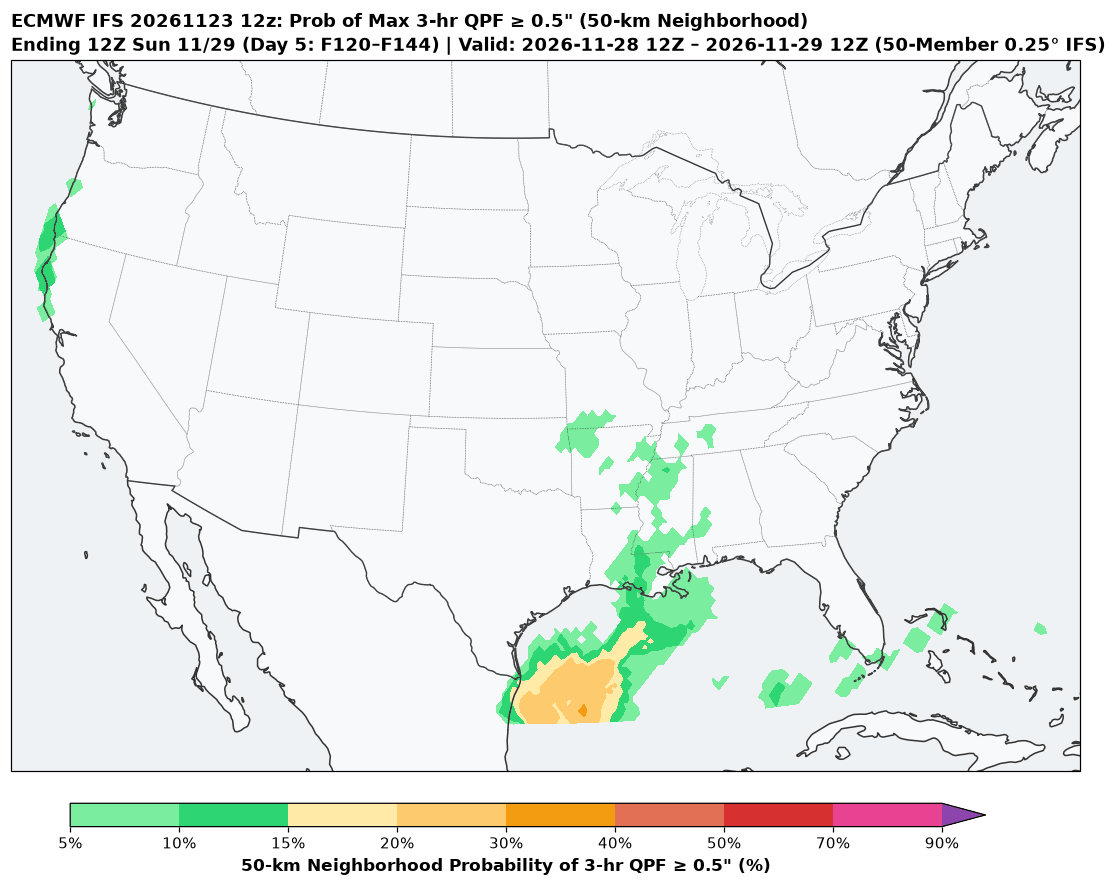 ECMWF IFS 20261123 12z: Prob of Max 3-hr QPF ≥ 0.5" (50-km Neighborhood)
Ending 12Z Sun 11/29 (Day 5: F120–F144) | Valid: 2026-11-28 12Z – 2026-11-29 12Z (50-Member 0.25° IFS)
5% 10% 15% 20% 30% 40% 50% 70% 90%
50-km Neighborhood Probability of 3-hr QPF ≥ 0.5" (%)